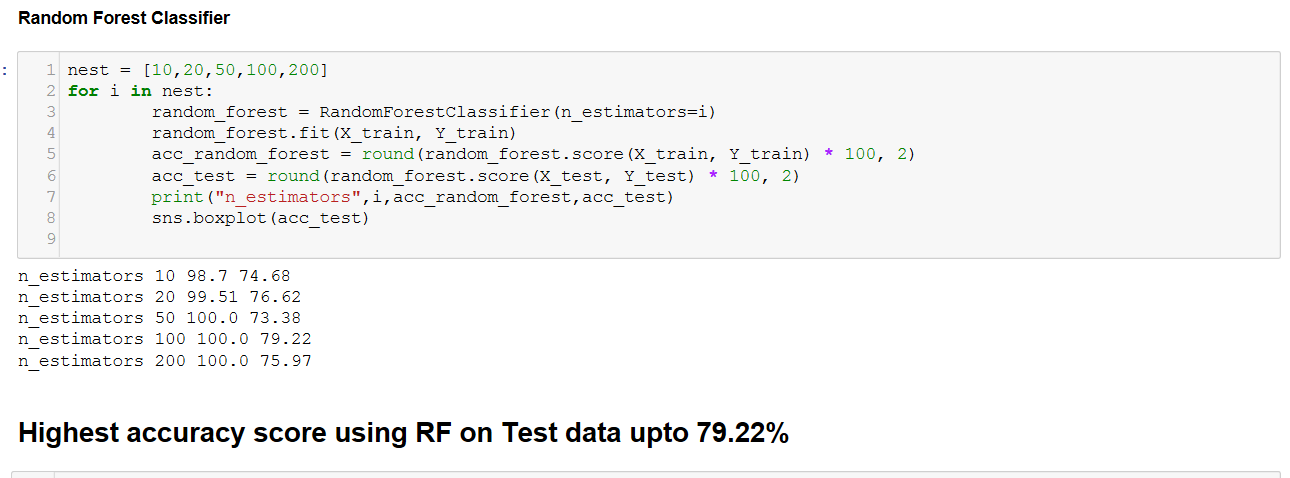 Random Forest Classifier
:
1 nest = [10,20,50,100,200]
2 for i in nest:
3 random_forest = RandomForestClassifier(n_estimators=i)
4 random_forest.fit(X_train, Y_train)
5 acc_random_forest = round(random_forest.score(X_train, Y_train) * 100, 2)
6 acc_test = round(random_forest.score(X_test, Y_test) * 100, 2)
7 print("n_estimators",i,acc_random_forest,acc_test)
8 sns.boxplot(acc_test)
9
n_estimators 10 98.7 74.68
n_estimators 20 99.51 76.62
n_estimators 50 100.0 73.38
n_estimators 100 100.0 79.22
n_estimators 200 100.0 75.97
Highest accuracy score using RF on Test data upto 79.22%